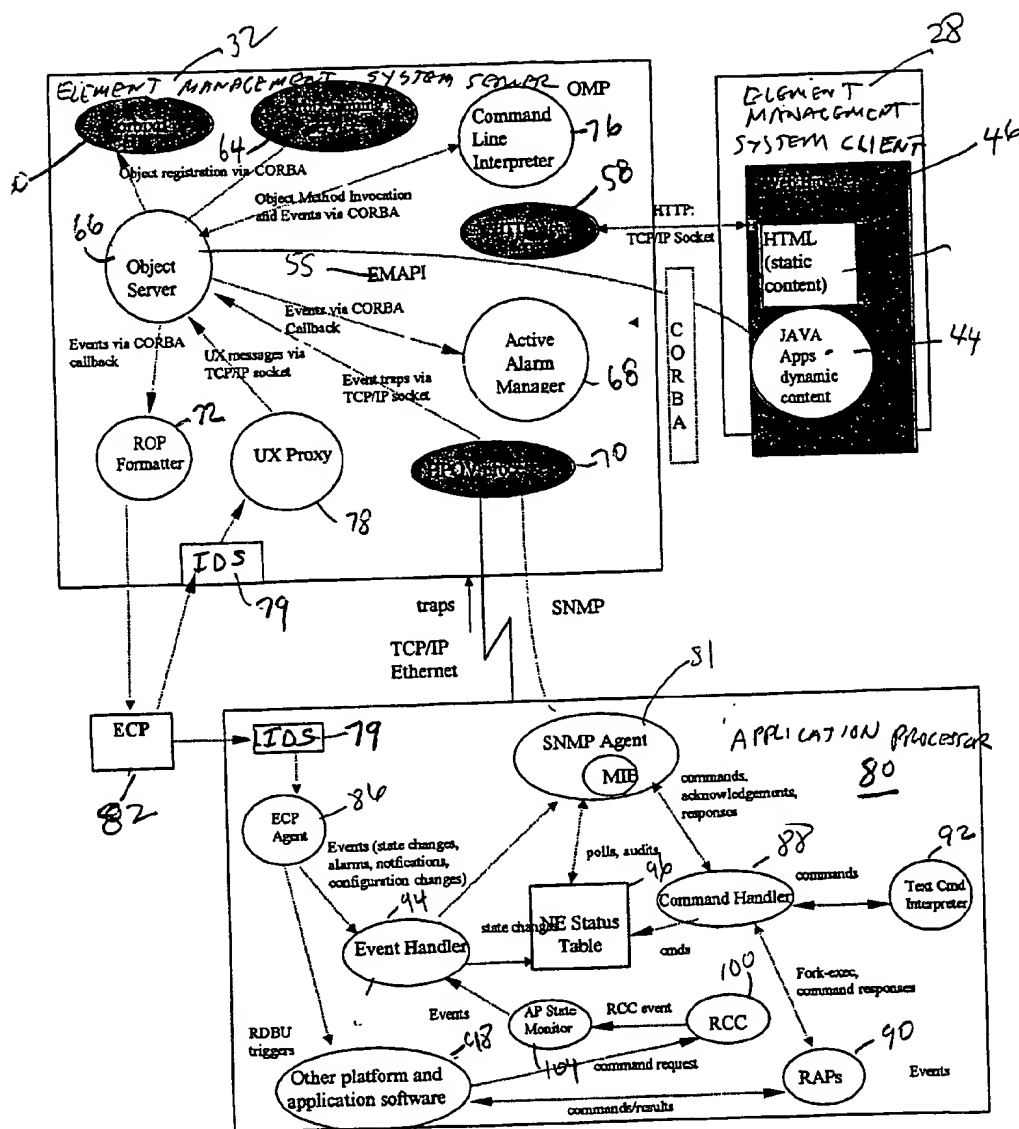 32
28
ELEMENT MANAGEMENT SYSTEM SERVER
OMP
ELEMENT
MANAGEMENT
SYSTEM CLIENT
46
64
Command
Line
Interpreter
76
Object registration via CORBA
Object Method Invocation
and Events via CORBA
58
HTTP:
TCP/IP Socket
HTML
(static
content)
66
Object
Server
55
EMAPI
Events via CORBA
Callback
Events via CORBA
callback
UX messages via
TCP/IP socket
Event traps via
TCP/IP socket
Active
Alarm
Manager
68
CORBA
JAVA
Apps
dynamic
content
44
72
ROP
Formatter
UX Proxy
78
70
IDS
79
traps
SNMP
TCP/IP
Ethernet
81
ECP
82
IDS
79
SNMP Agent
MIB
APPLICATION PROCESSOR
80
commands,
acknowledgements,
responses
ECP
Agent
86
Events (state changes,
alarms, notfications,
configuration changes)
polls, audits
96
88
92
commands
Command Handler
Text Cmd
Interpreter
94
Event Handler
state changes
NE Status
Table
cmds
Fork-exec,
command responses
100
Events
AP State
Monitor
RCC event
RCC
RDBU
triggers
98
104
command request
90
RAPs
Events
Other platform and
application software
commands/results